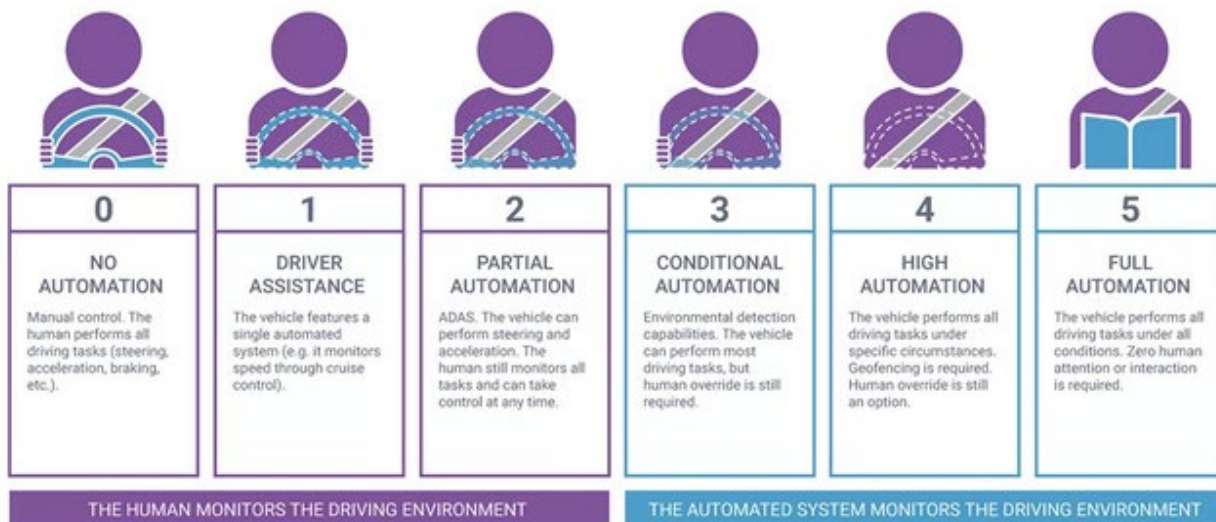 0
NO
AUTOMATION
Manual control. The
human performs all
driving tasks (steering,
acceleration, braking,
etc.).
1
DRIVER
ASSISTANCE
The vehicle features a
single automated
system (e.g. it monitors
speed through cruise
control).
2
PARTIAL
AUTOMATION
ADAS. The vehicle can
perform steering and
acceleration. The
human still monitors all
tasks and can take
control at any time.
3
CONDITIONAL
AUTOMATION
Environmental detection
capabilities. The vehicle
can perform most
driving tasks, but
human override is still
required.
4
HIGH
AUTOMATION
The vehicle performs all
driving tasks under
specific circumstances.
Geofencing is required.
Human override is still
an option.
5
FULL
AUTOMATION
The vehicle performs all
driving tasks under all
conditions. Zero human
attention or interaction
is required.
THE HUMAN MONITORS THE DRIVING ENVIRONMENT
THE AUTOMATED SYSTEM MONITORS THE DRIVING ENVIRONMENT